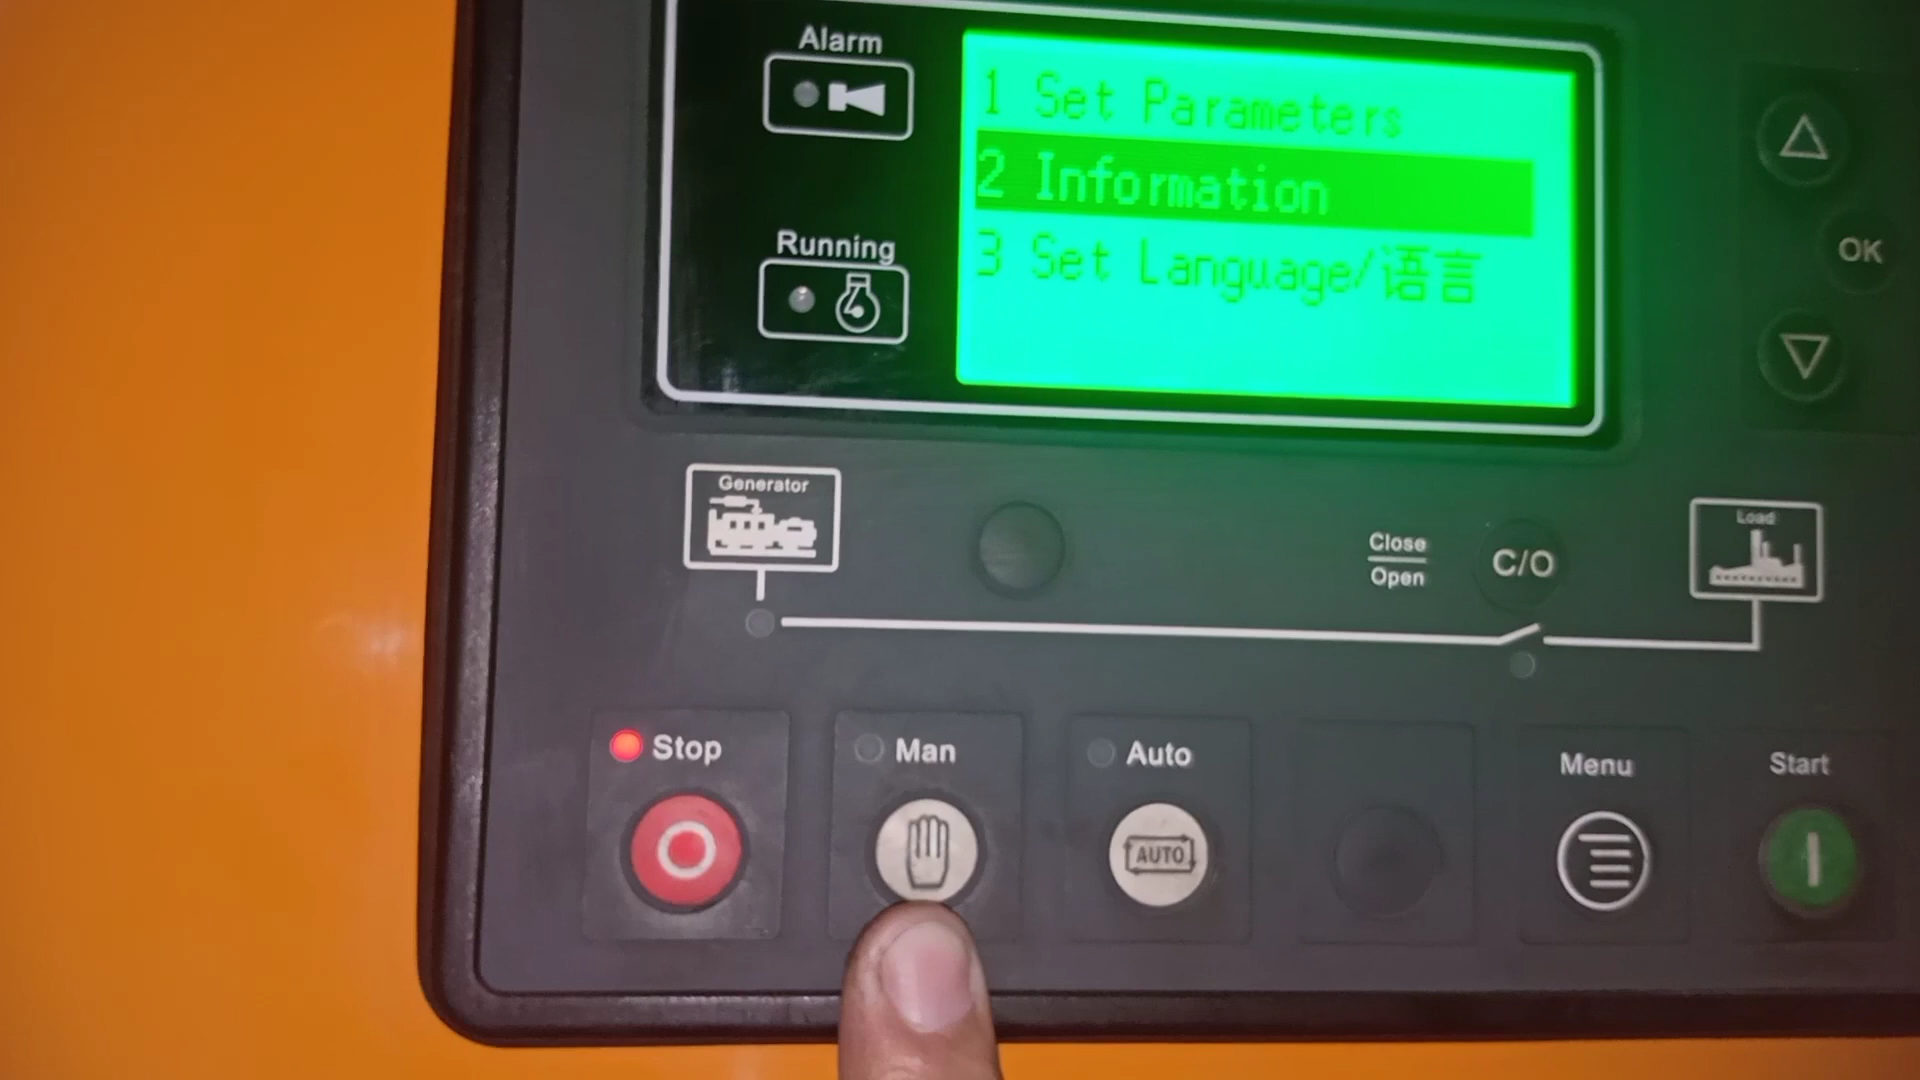 Alarm
1 Set Parameters
2 Information
3 Set Language/语言
Running
OK
Generator
Close
Open
C/O
Load
Stop
Man
Auto
AUTO
Menu
Start